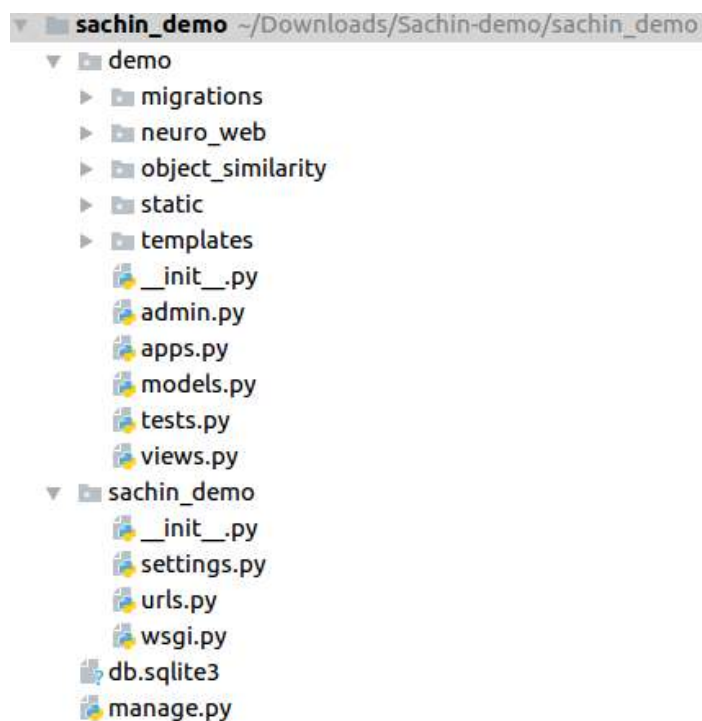 sachin_demo ~/Downloads/Sachin-demo/sachin_demo
demo
migrations
neuro_web
object_similarity
static
templates
__init__.py
admin.py
apps.py
models.py
tests.py
views.py
sachin_demo
__init__.py
settings.py
urls.py
wsgi.py
db.sqlite3
manage.py